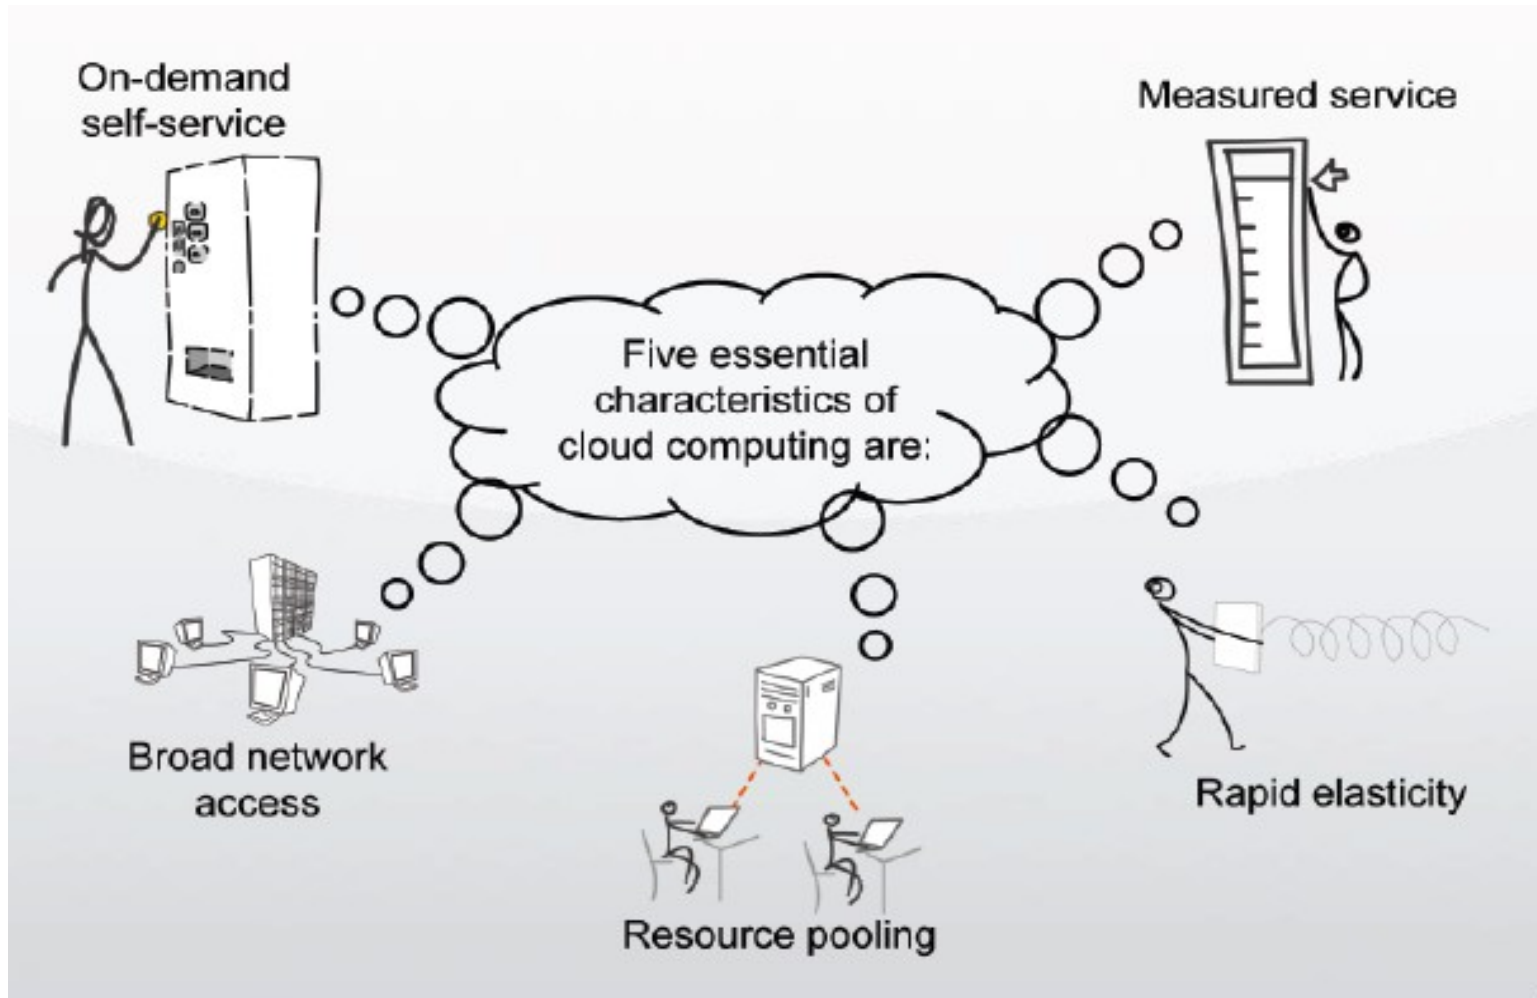 On-demand
self-service
Measured service
Five essential
characteristics of
cloud computing are:
Broad network
access
Resource pooling
Rapid elasticity